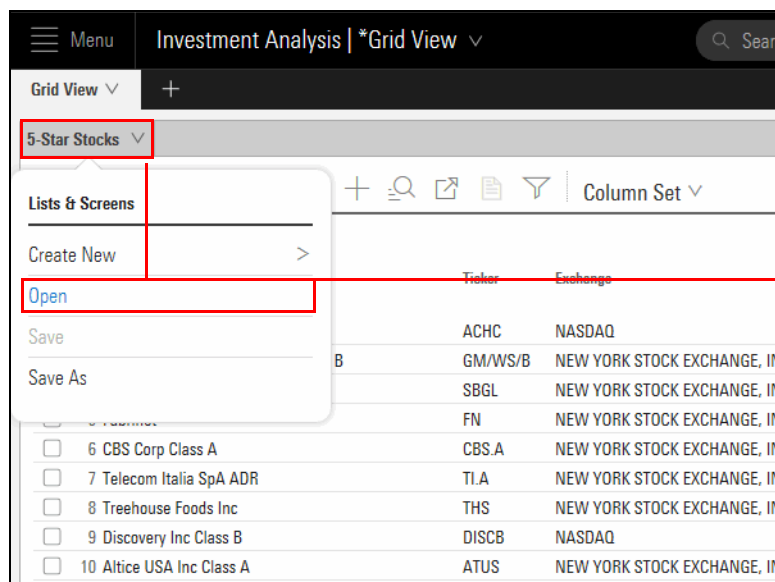 Menu
Investment Analysis | *Grid View
Sear
Grid View
5-Star Stocks
Column Set
Lists & Screens
Create New
Open
Save
Save As
Ticker Exchange
ACHC NASDAQ
B GM/WS/B NEW YORK STOCK EXCHANGE, IN
SBGL NEW YORK STOCK EXCHANGE, IN
5 Fabrinet FN NEW YORK STOCK EXCHANGE, IN
6 CBS Corp Class A CBS.A NEW YORK STOCK EXCHANGE, IN
7 Telecom Italia SpA ADR TI.A NEW YORK STOCK EXCHANGE, IN
8 Treehouse Foods Inc THS NEW YORK STOCK EXCHANGE, IN
9 Discovery Inc Class B DISCB NASDAQ
10 Altice USA Inc Class A ATUS NEW YORK STOCK EXCHANGE, IN